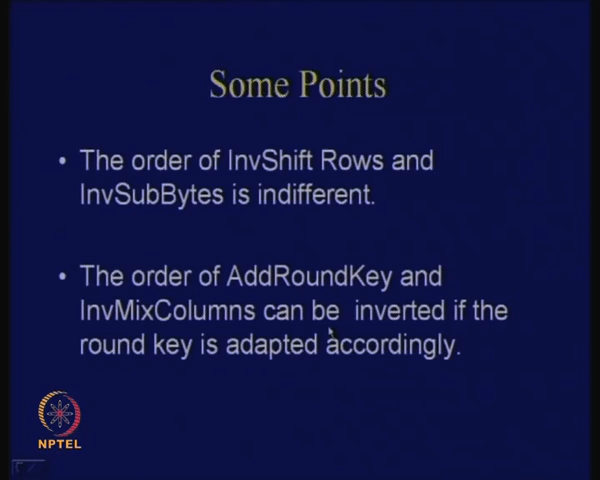 Some Points
• The order of InvShift Rows and
InvSubBytes is indifferent.
• The order of AddRoundKey and
InvMixColumns can be inverted if the
round key is adapted accordingly.
NPTEL